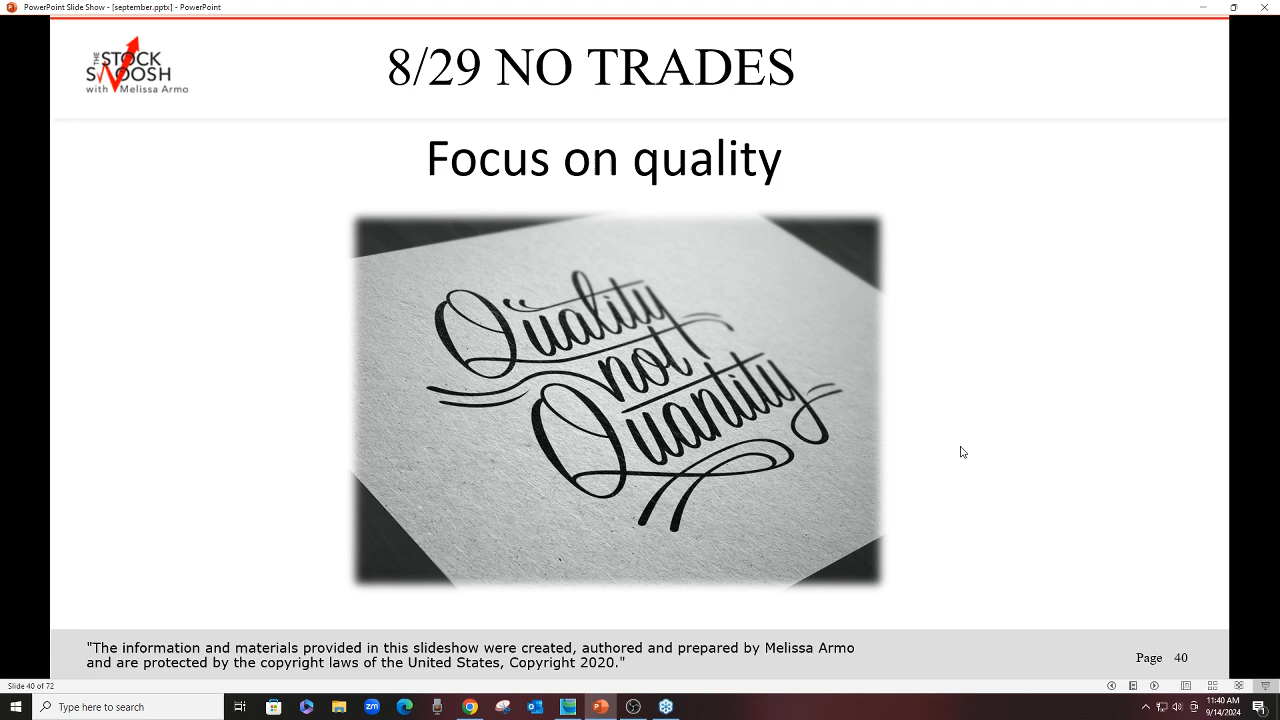 PowerPoint Slide Show - [september.pptx] - PowerPoint
THE
STOCK
SWOOSH
with Melissa Armo
8/29 NO TRADES
Focus on quality
Quality
not
Quantity
"The information and materials provided in this slideshow were created, authored and prepared by Melissa Armo
and are protected by the copyright laws of the United States, Copyright 2020."
Page 40
Slide 40 of 72
Type here to search
zm
11:40 AM
9/14/2024